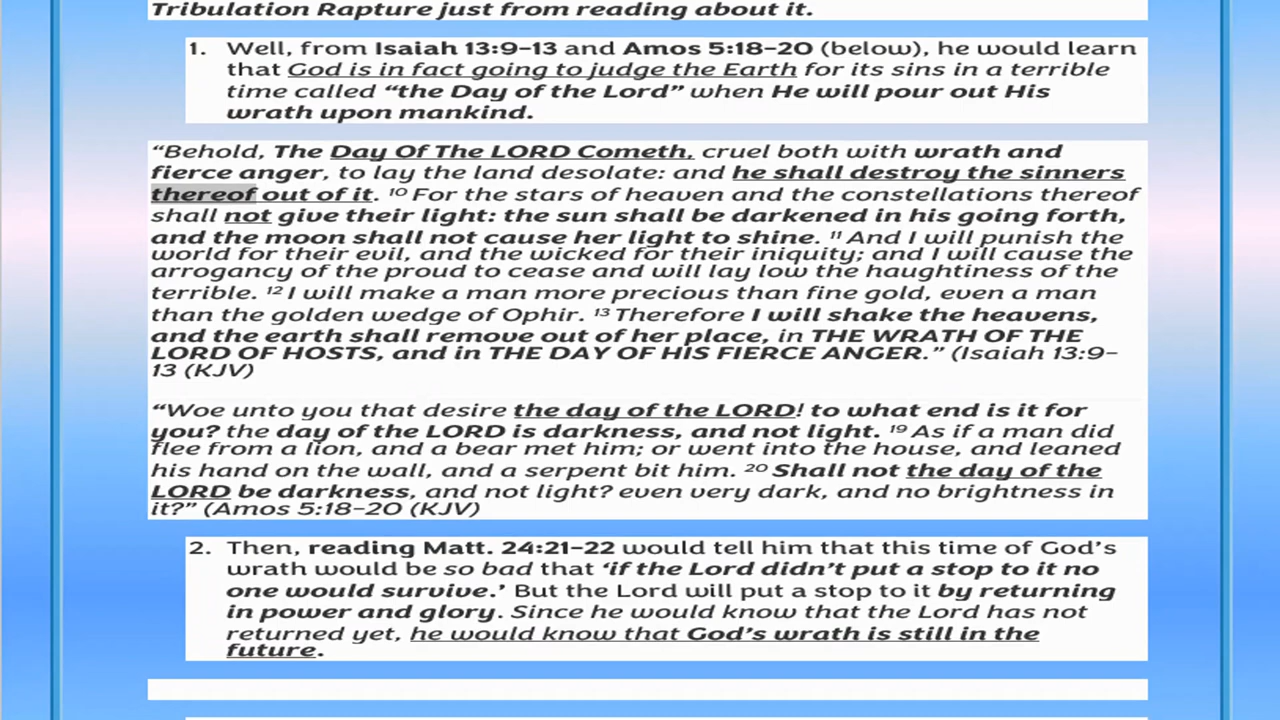 Tribulation Rapture just from reading about it.
1. Well, from Isaiah 13:9-13 and Amos 5:18-20 (below), he would learn
that God is in fact going to judge the Earth for its sins in a terrible
time called “the Day of the Lord” when He will pour out His
wrath upon mankind.
“Behold, The Day Of The LORD Cometh, cruel both with wrath and
fierce anger, to lay the land desolate: and he shall destroy the sinners
thereof out of it. ¹⁰ For the stars of heaven and the constellations thereof
shall not give their light: the sun shall be darkened in his going forth,
and the moon shall not cause her light to shine. ¹¹ And I will punish the
world for their evil, and the wicked for their iniquity; and I will cause the
arrogancy of the proud to cease and will lay low the haughtiness of the
terrible. ¹² I will make a man more precious than fine gold, even a man
than the golden wedge of Ophir. ¹³ Therefore I will shake the heavens,
and the earth shall remove out of her place, in THE WRATH OF THE
LORD OF HOSTS, and in THE DAY OF HiS FIERCE ANGER.” (Isaiah 13:9-
13 (KJV)
“Woe unto you that desire the day of the LORD! to what end is it for
you? the day of the LORD is darkness, and not light. ¹⁹ As if a man did
flee from a lion, and a bear met him; or went into the house, and leaned
his hand on the wall, and a serpent bit him. ²⁰ Shall not the day of the
LORD be darkness, and not light? even very dark, and no brightness in
it?” (Amos 5:18-20 (KJV)
2. Then, reading Matt. 24:21-22 would tell him that this time of God’s
wrath would be so bad that ‘if the Lord didn’t put a stop to it no
one would survive.’ But the Lord will put a stop to it by returning
in power and glory. Since he would know that the Lord has not
returned yet, he would know that God’s wrath is still in the
future.